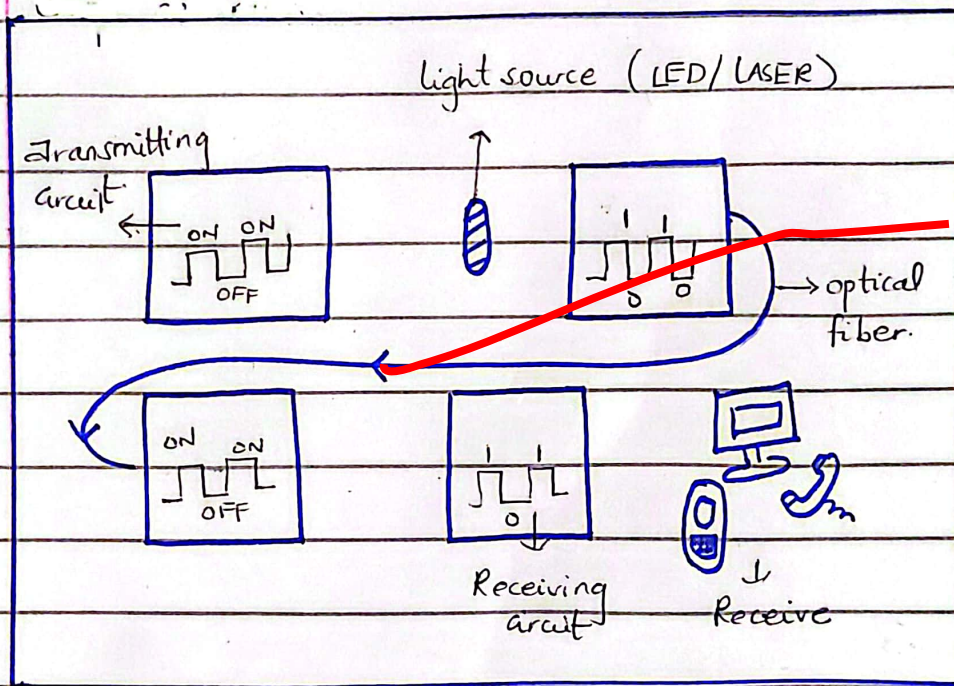 light source (LED/LASER)
Transmitting
circuit
ON ON
OFF
1 1
0 0
optical
fiber.
ON ON
OFF
1 1
0
Receiving
circuit
Receive